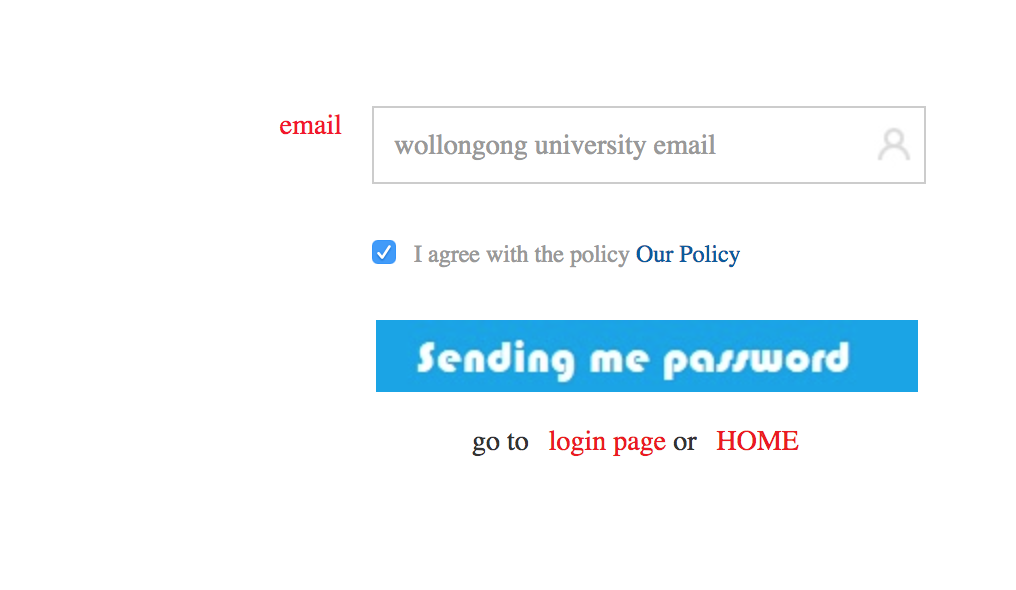 email
wollongong university email
I agree with the policy Our Policy
Sending me password
go to login page or HOME